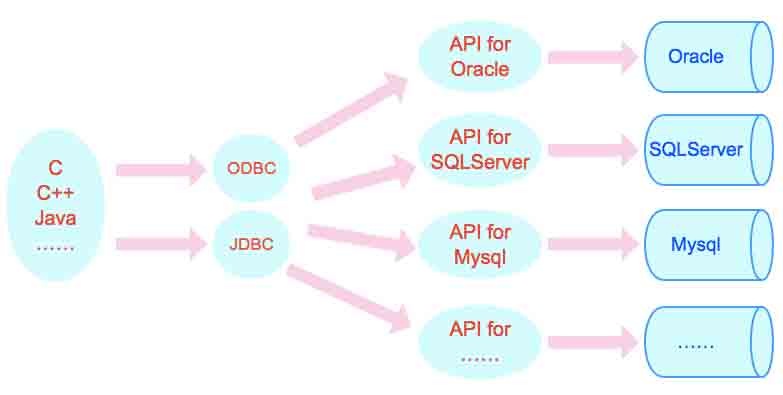 C
C++
Java
……
ODBC
JDBC
API for
Oracle
API for
SQLServer
API for
Mysql
API for
……
Oracle
SQLServer
Mysql
……